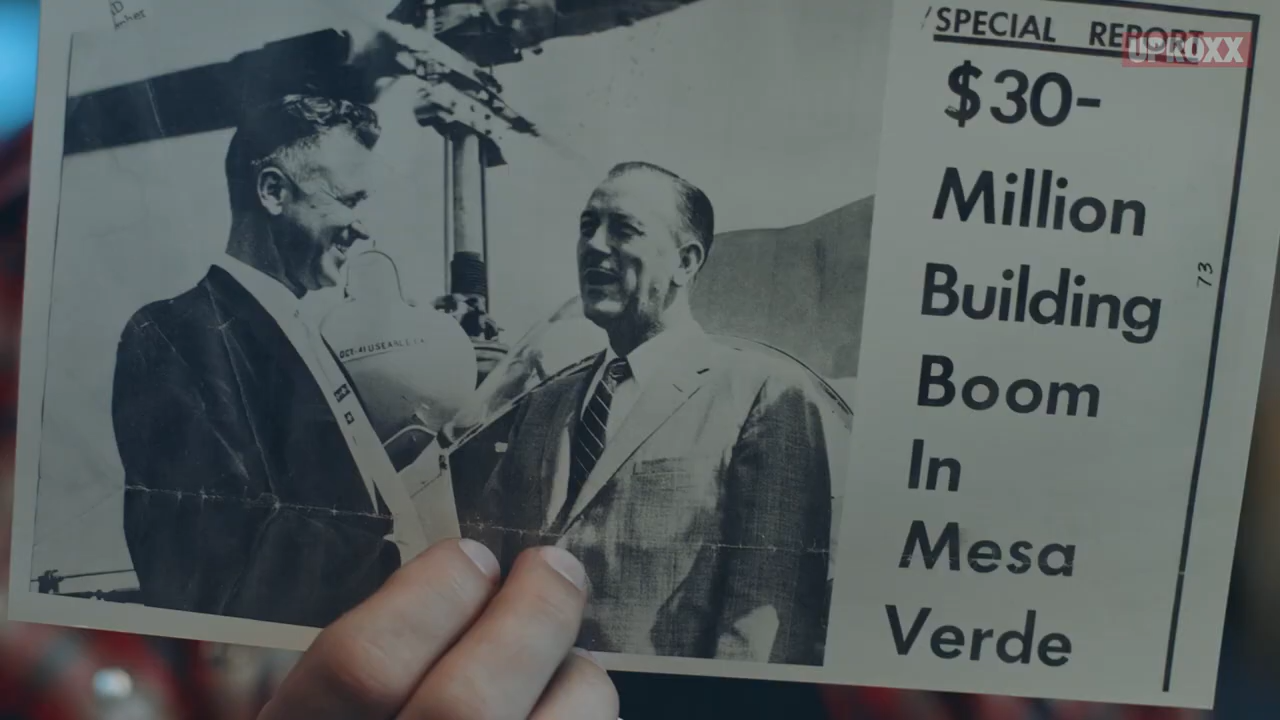 SPECIAL REPORT
UPROXX
$30-
Million
Building
Boom
In
Mesa
Verde
73